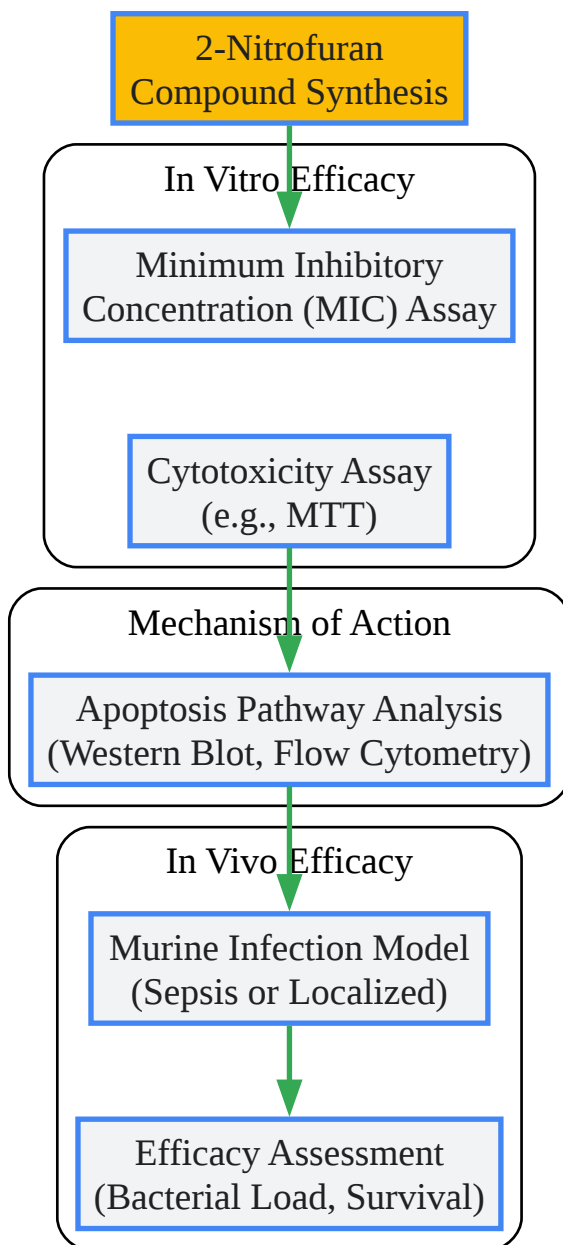 2-Nitrofuran
Compound Synthesis
In Vitro Efficacy
Minimum Inhibitory
Concentration (MIC) Assay
Cytotoxicity Assay
(e.g., MTT)
Mechanism of Action
Apoptosis Pathway Analysis
(Western Blot, Flow Cytometry)
In Vivo Efficacy
Murine Infection Model
(Sepsis or Localized)
Efficacy Assessment
(Bacterial Load, Survival)